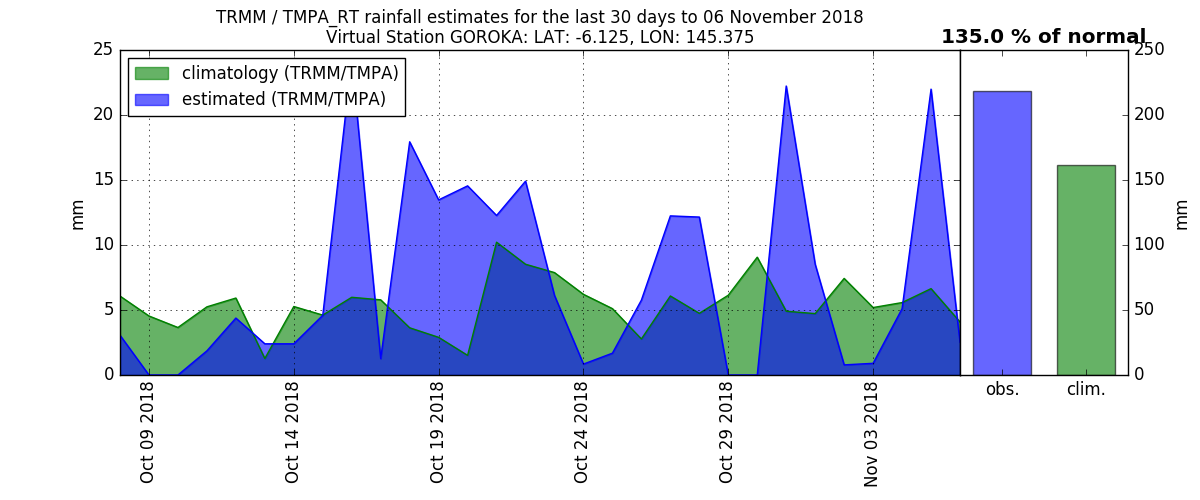 TRMM / TMPA_RT rainfall estimates for the last 30 days to 06 November 2018
Virtual Station GOROKA: LAT: -6.125, LON: 145.375
135.0 % of normal
climatology (TRMM/TMPA)
estimated (TRMM/TMPA)
25
20
15
10
5
0
mm
Oct 09 2018
Oct 14 2018
Oct 19 2018
Oct 24 2018
Oct 29 2018
Nov 03 2018
250
200
150
100
50
0
mm
obs.
clim.